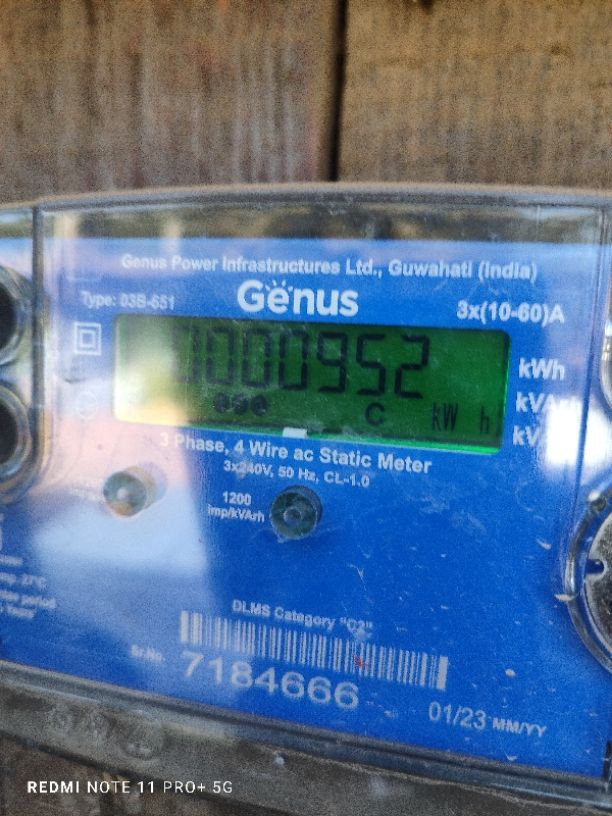 Genus Power Infrastructures Ltd., Guwahati (India)
Type: 03B-651
Genus
3x(10-60)A
0000952
kWh
C kW h
3 Phase, 4 Wire ac Static Meter
3x240V, 50 Hz, CL-1.0
1200
imp/kVArh
DLMS Category "C2"
Sr.No. 7184666
01/23 MM/YY
REDMI NOTE 11 PRO+ 5G